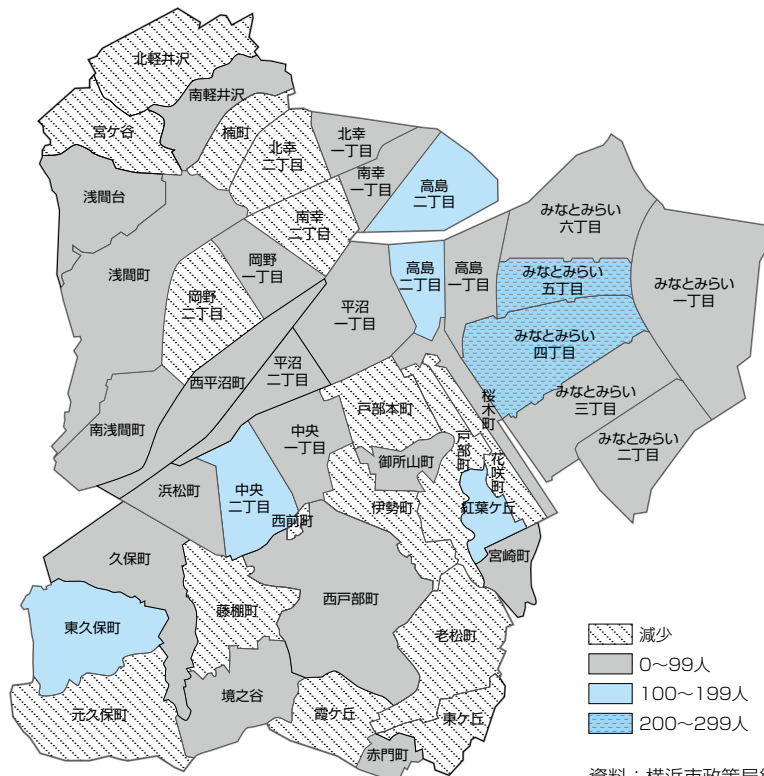 北軽井沢
南軽井沢
宮ケ谷
楠町
北幸
二丁目
北幸
一丁目
南幸
一丁目
高島
二丁目
浅間台
南幸
二丁目
みなとみらい
六丁目
浅間町
岡野
一丁目
岡野
二丁目
平沼
一丁目
高島
二丁目
高島
一丁目
みなとみらい
五丁目
みなとみらい
一丁目
みなとみらい
四丁目
西平沼町
平沼
二丁目
南浅間町
戸部本町
桜木町
みなとみらい
三丁目
みなとみらい
二丁目
中央
一丁目
御所山町
戸部町
花咲町
浜松町
中央
二丁目
西前町
伊勢町
紅葉ケ丘
宮崎町
久保町
藤棚町
西戸部町
東久保町
老松町
元久保町
境之谷
霞ケ丘
東ケ丘
赤門町
減少
0〜99人
100〜199人
200〜299人
資料：横浜市政策局